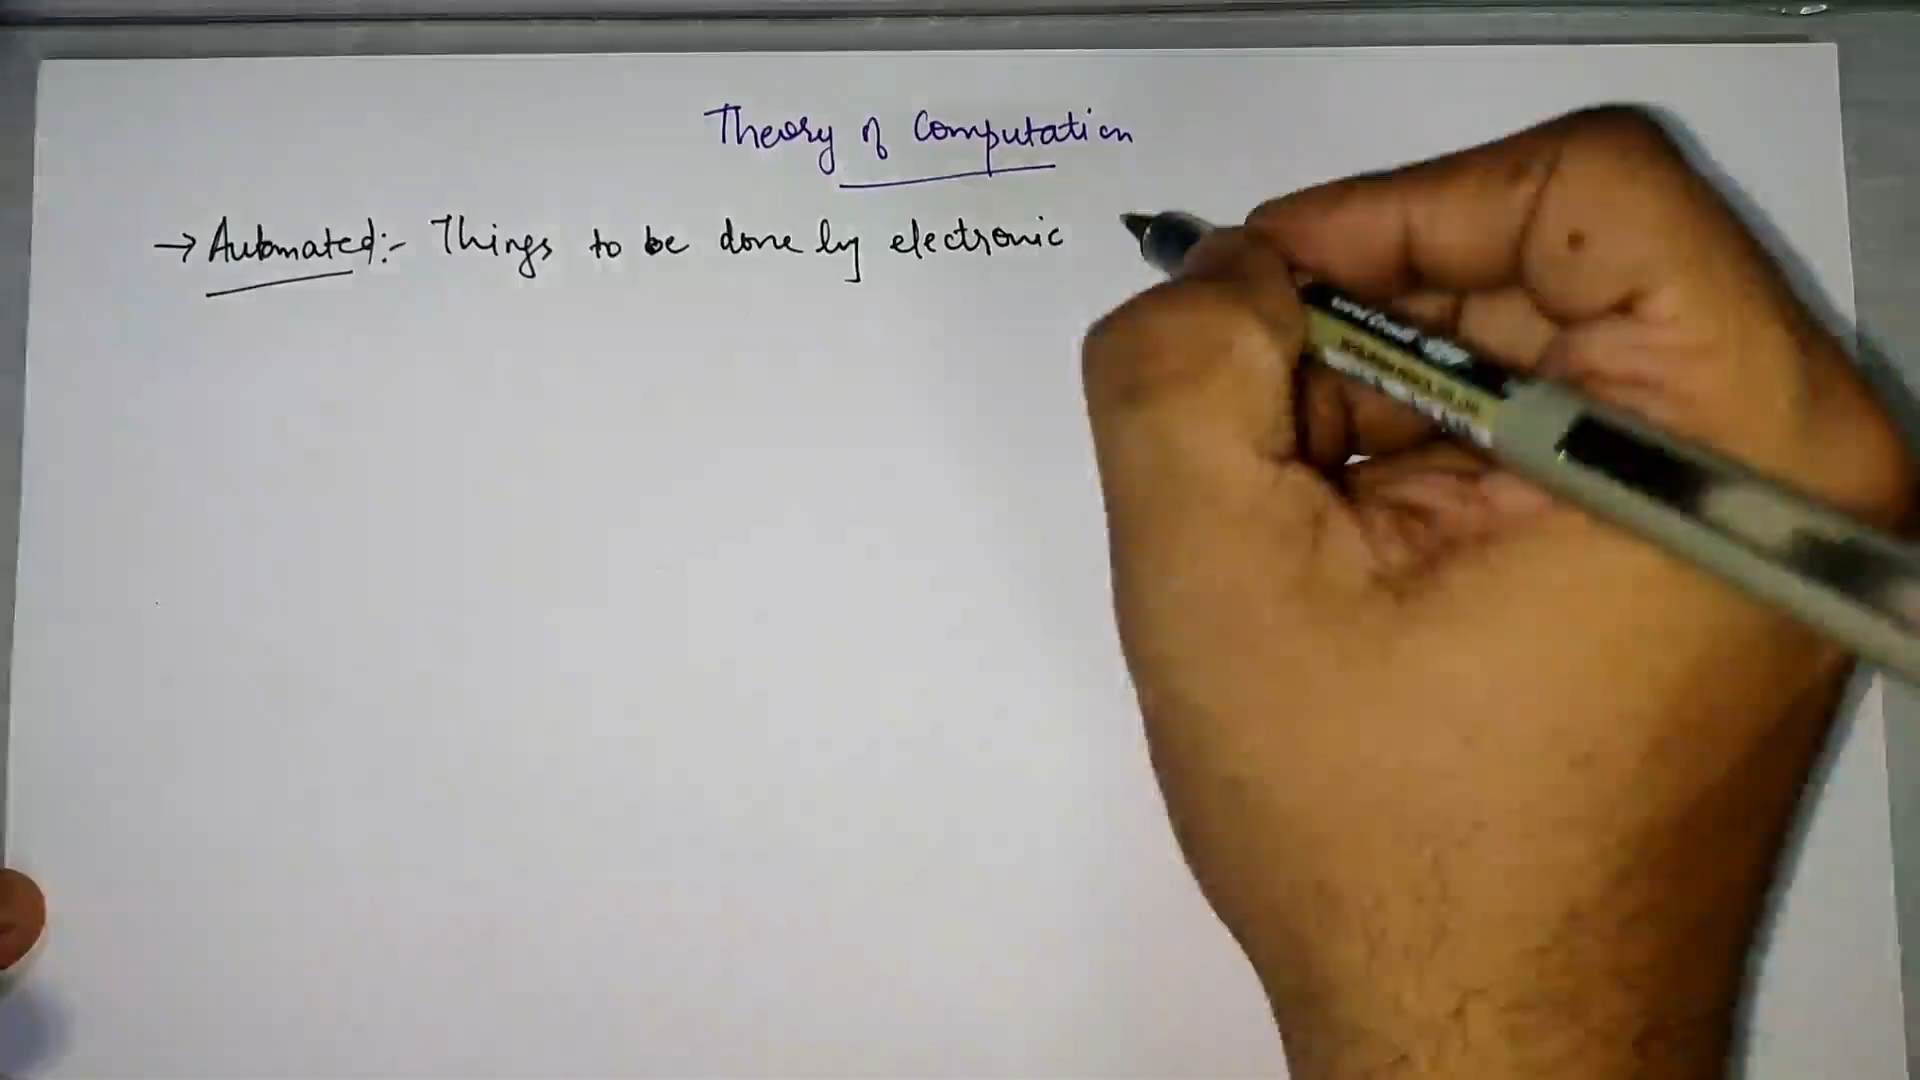 Theory of Computation
→ Automated:- Things to be done by electronic